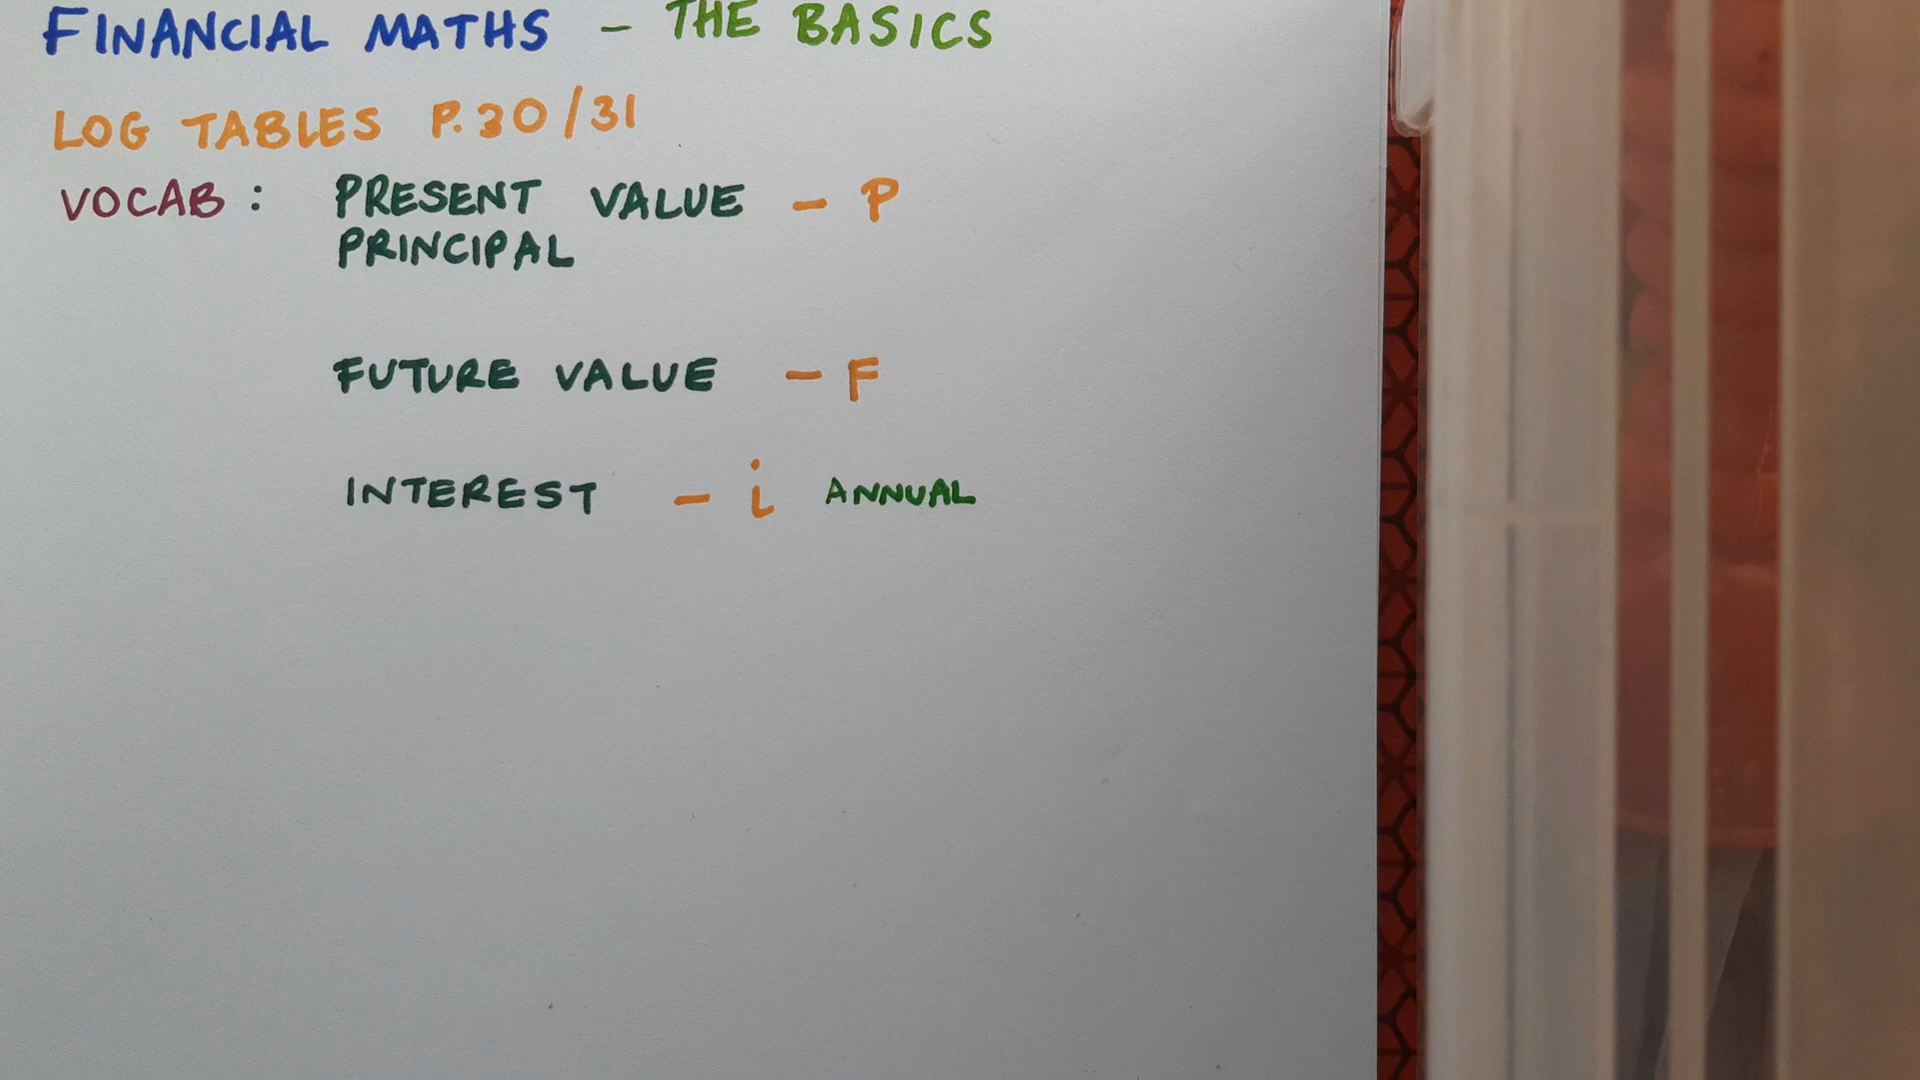 FINANCIAL MATHS - THE BASICS
LOG TABLES P.30/31
VOCAB : PRESENT VALUE - P
PRINCIPAL
FUTURE VALUE - F
INTEREST - i ANNUAL